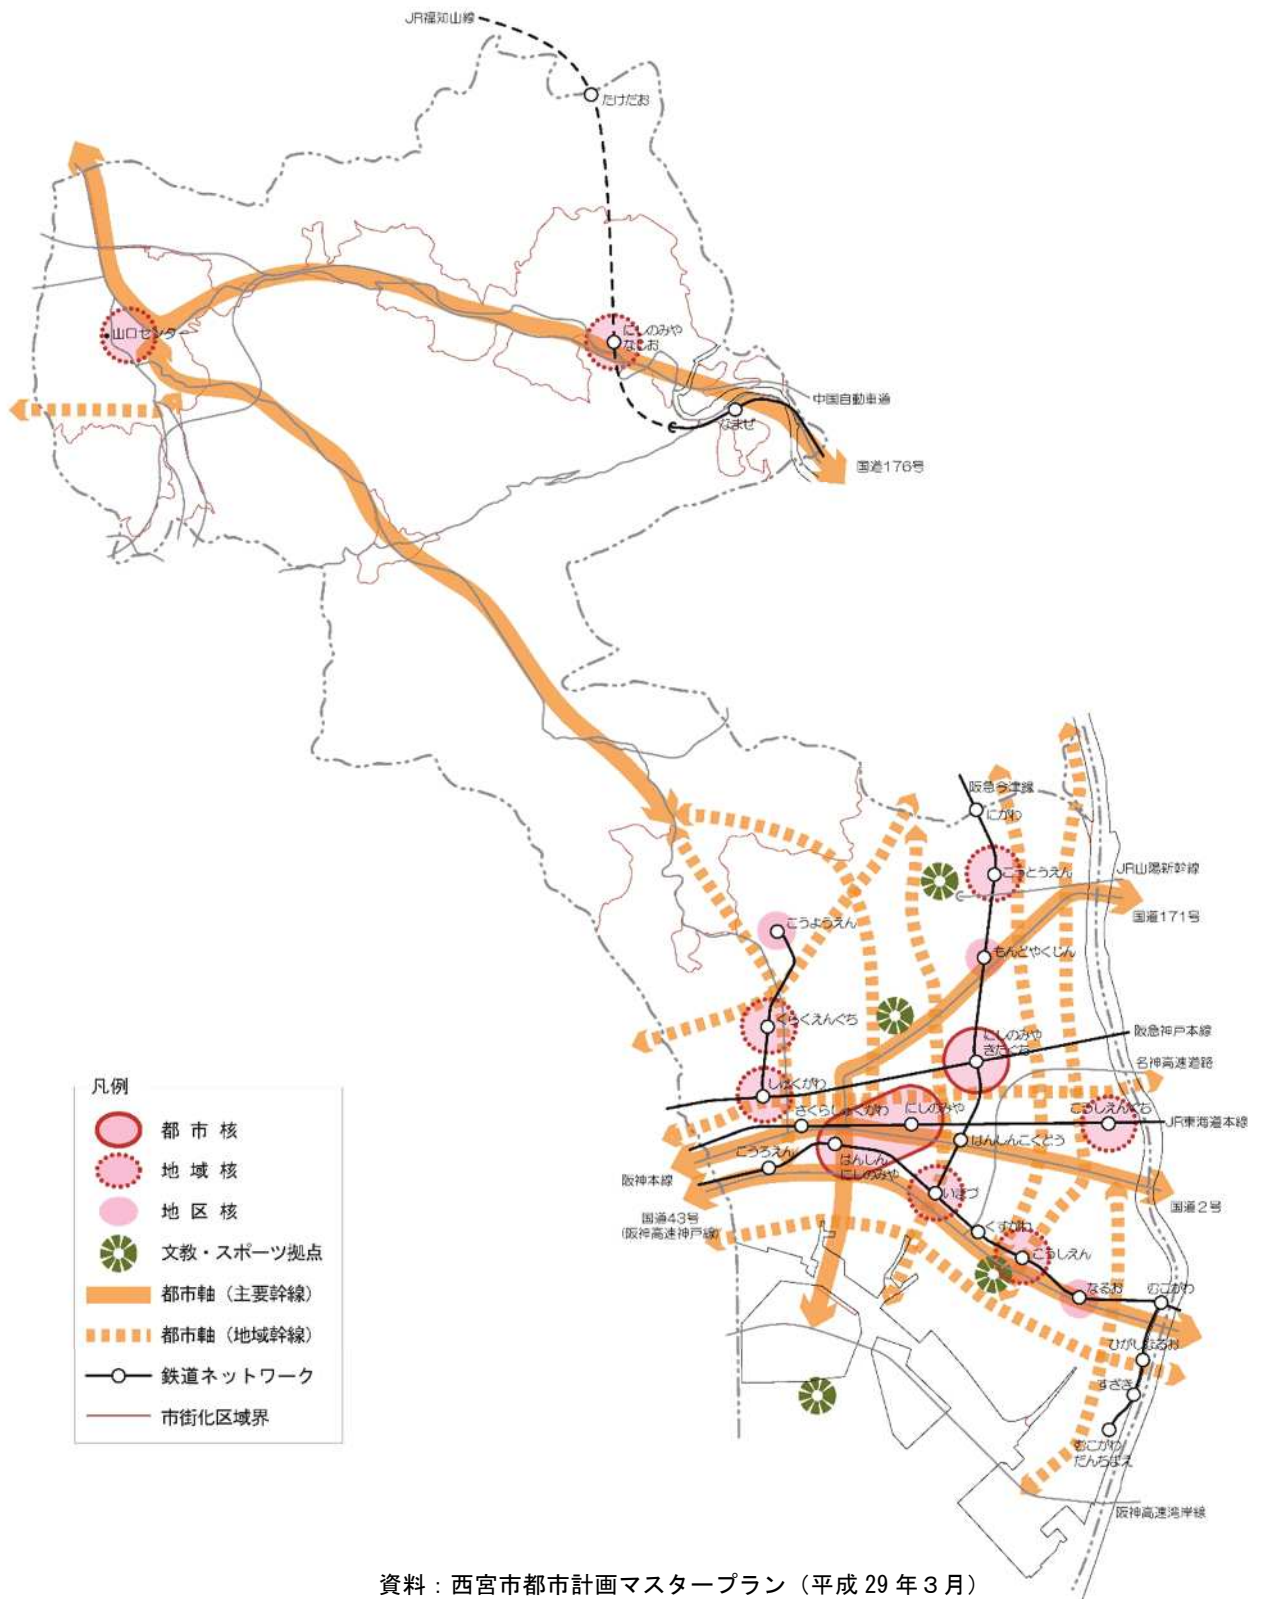 JR福知山線
たけだお
山口センター
にしのみや
なじお
中国自動車道
なまぜ
国道176号
阪急今津線
にがわ
こうとうえん
JR山陽新幹線
国道171号
こうようえん
もんどやくじん
くらくえんぐち
にしのみや
きたぐち
阪急神戸本線
名神高速道路
しゅくがわ
さくらしゅくがわ
にしのみや
こうしえんぐち
JR東海道本線
こうろえん
はんしんこくどう
阪神本線
はんしん
にしのみや
いまづ
国道2号
国道43号
(阪神高速神戸線)
くすがわ
こうしえん
なるお
むこがわ
ひがしなるお
すざき
むこがわ
だんちまえ
阪神高速湾岸線
凡例
都市核
地域核
地区核
文教・スポーツ拠点
都市軸（主要幹線）
都市軸（地域幹線）
鉄道ネットワーク
市街化区域界
資料：西宮市都市計画マスタープラン（平成 29 年３月）